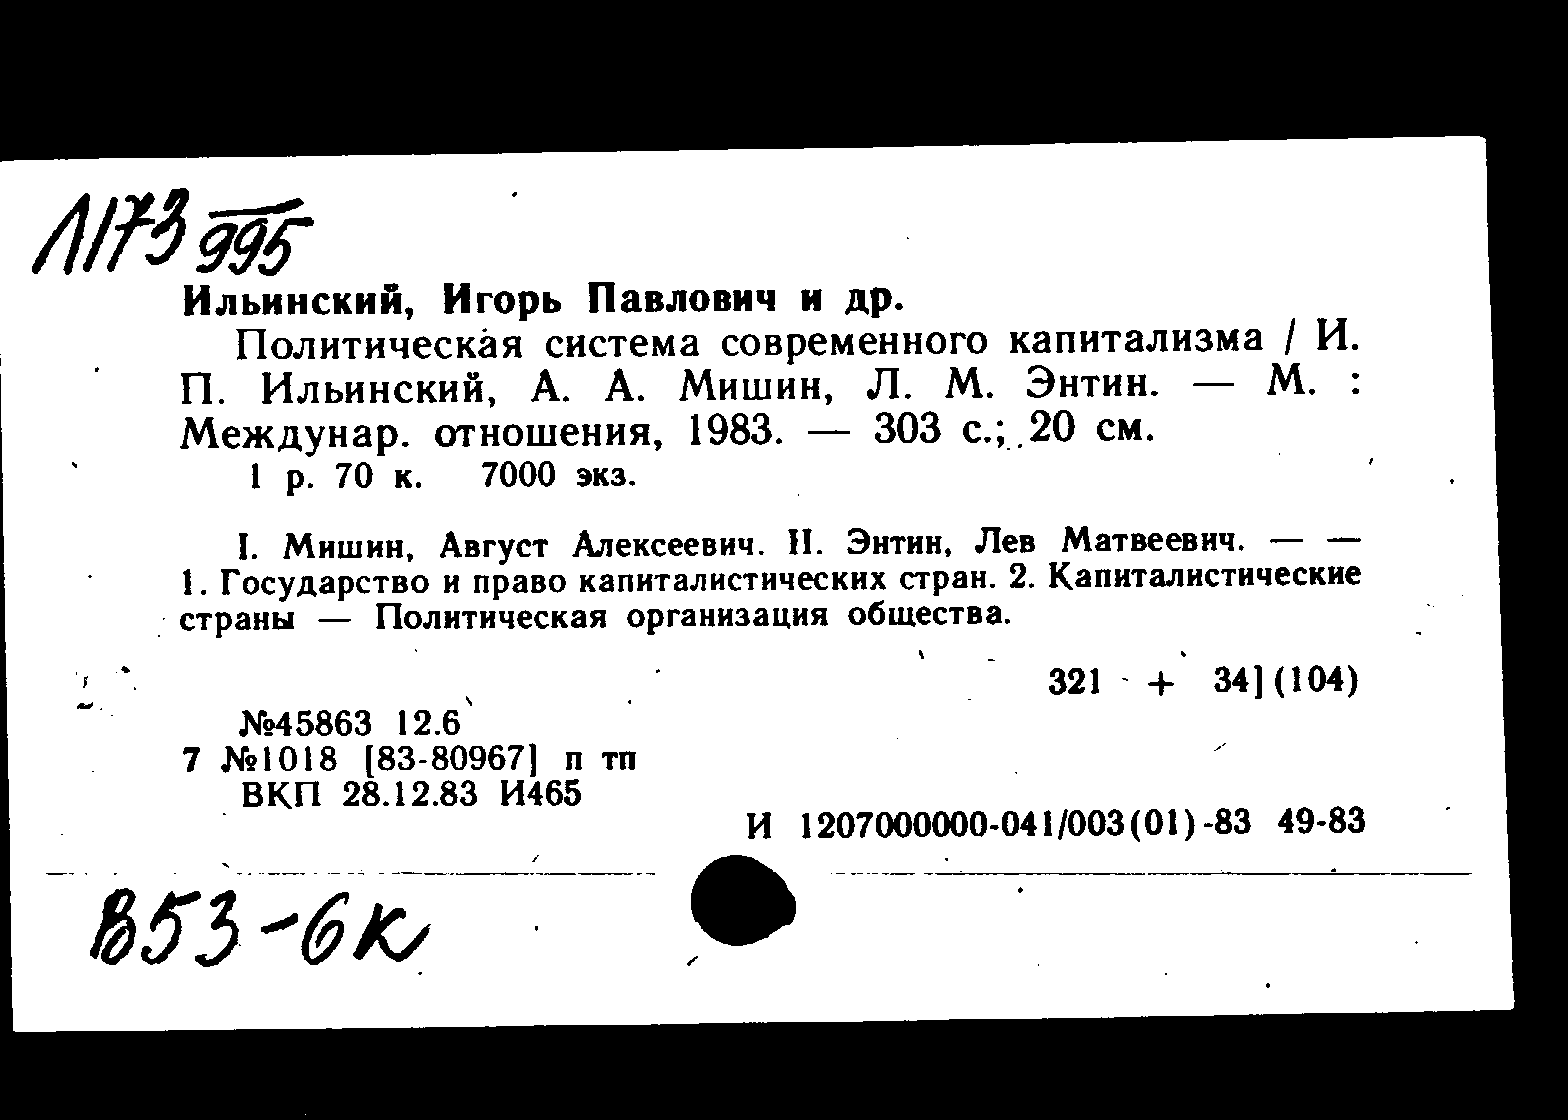 Л173 995
Ильинский, Игорь Павлович и др.
Политическая система современного капитализма / И.
П. Ильинский, А. А. Мишин, Л. М. Энтин. — М. :
Междунар. отношения, 1983. — 303 с.; 20 см.
1 р. 70 к. 7000 экз.
I. Мишин, Август Алексеевич. II. Энтин, Лев Матвеевич. — —
1. Государство и право капиталистических стран. 2. Капиталистические
страны — Политическая организация общества.
321 + 34](104)
№45863 12.6
7 №1018 [83-80967] п тп
ВКП 28.12.83 И465
И 1207000000-041/003(01)-83 49-83
В53-6к